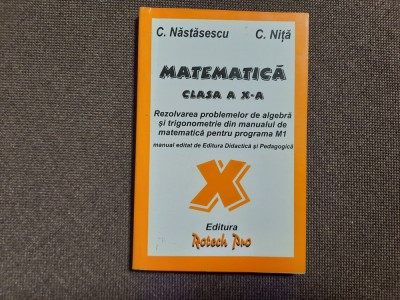 C. Năstăsescu C. Niță
MATEMATICĂ
CLASA A X-A
Rezolvarea problemelor de algebră
și trigonometrie din manualul de
matematică pentru programa M1
manual editat de Editura Didactică și Pedagogică
X
Editura
Rotech Pro